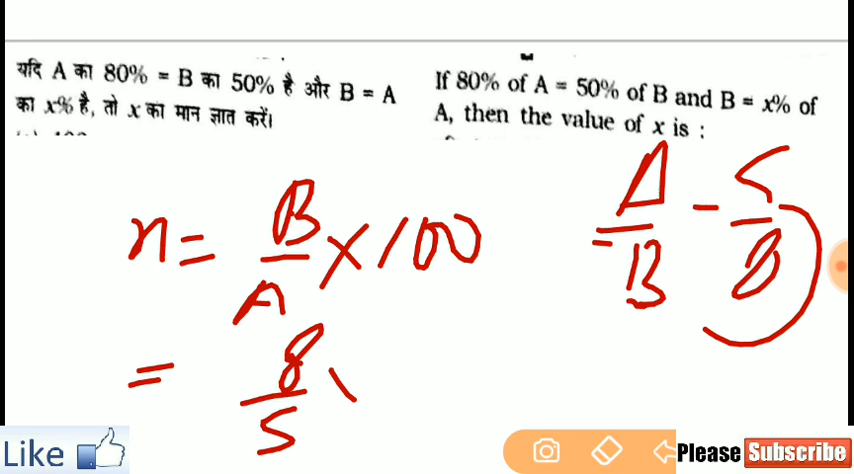 यदि A का 80% = B का 50% है और B = A
का x% है, तो x का मान ज्ञात करें।
If 80% of A = 50% of B and B = x% of
A, then the value of x is :
n = B/A × 100
A/B = 5/8
= 8/5
Like
Please Subscribe